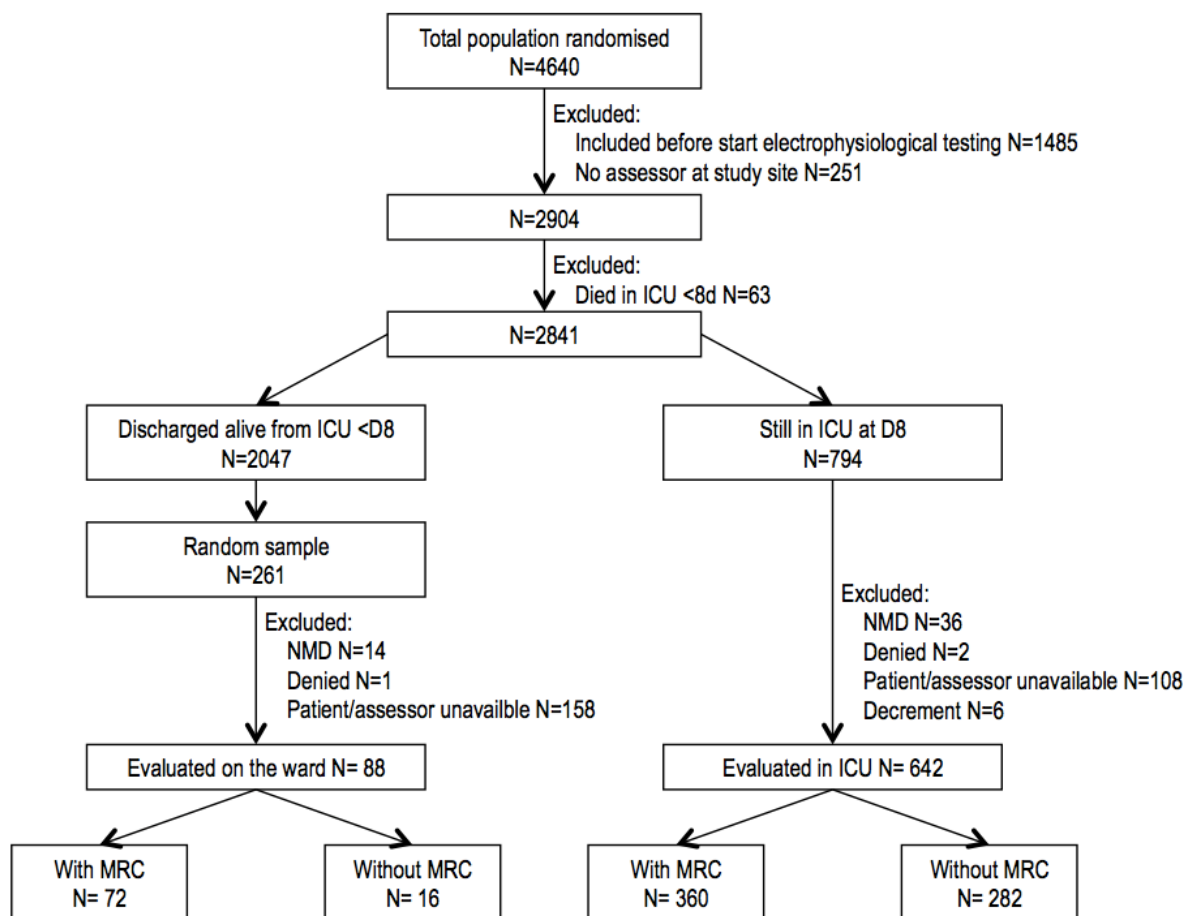 Total population randomised
N=4640
Excluded:
Included before start electrophysiological testing N=1485
No assessor at study site N=251
N=2904
Excluded:
Died in ICU <8d N=63
N=2841
Discharged alive from ICU <D8
N=2047
Still in ICU at D8
N=794
Random sample
N=261
Excluded:
NMD N=14
Denied N=1
Patient/assessor unavailble N=158
Excluded:
NMD N=36
Denied N=2
Patient/assessor unavailable N=108
Decrement N=6
Evaluated on the ward N= 88
Evaluated in ICU N= 642
With MRC
N= 72
Without MRC
N= 16
With MRC
N= 360
Without MRC
N= 282